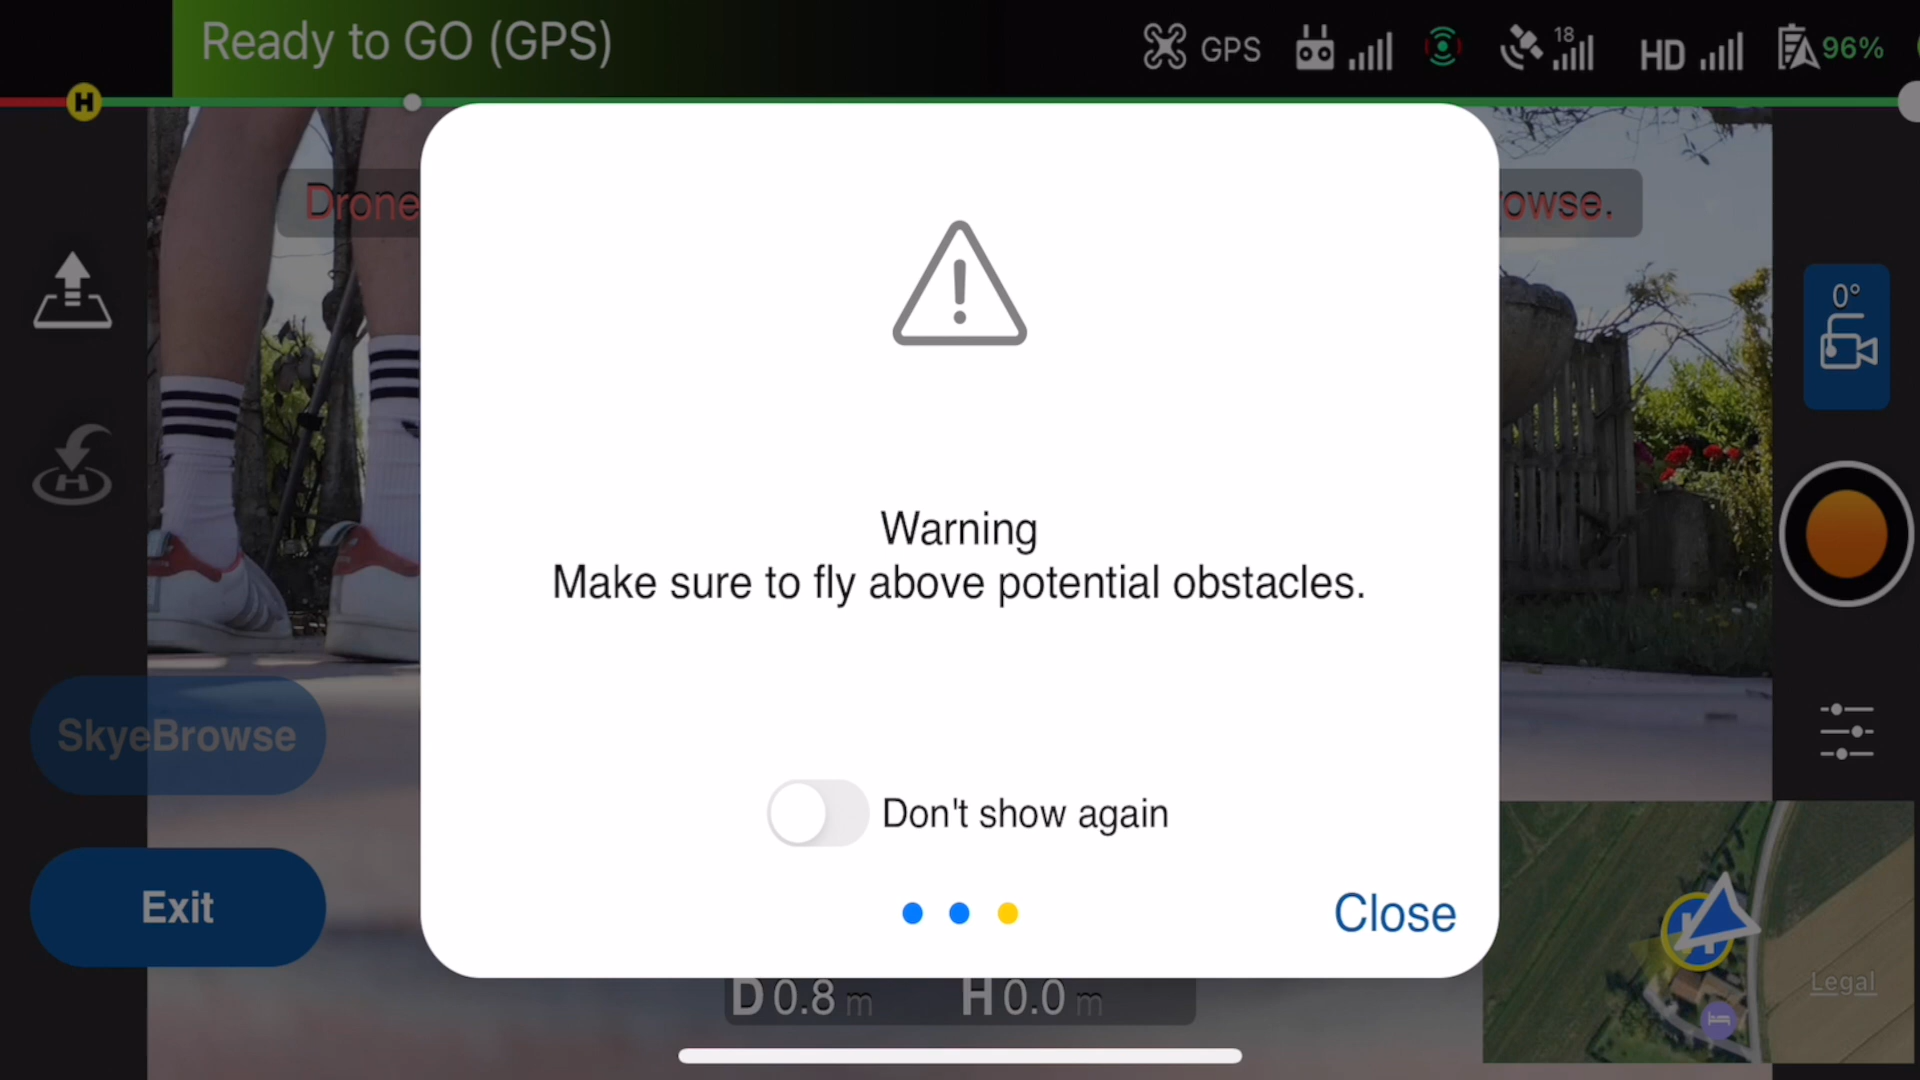 Ready to GO (GPS)
GPS
18
HD
96%
H
Drone
owse.
0°
H
Warning
Make sure to fly above potential obstacles.
SkyeBrowse
Don't show again
Exit
Close
D 0.8 m H 0.0 m
H
Legal